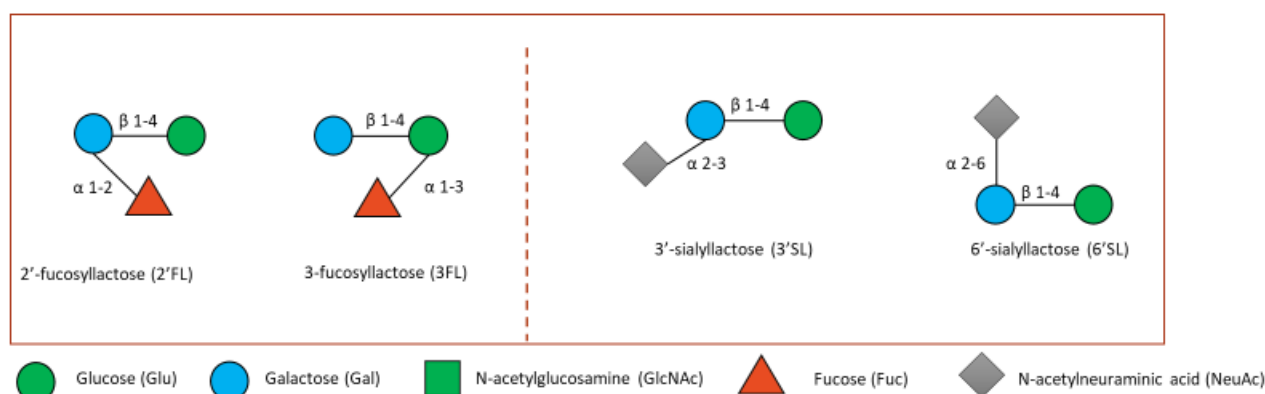 β 1-4
α 1-2
2’-fucosyllactose (2’FL)
β 1-4
α 1-3
3-fucosyllactose (3FL)
β 1-4
α 2-3
3’-sialyllactose (3’SL)
α 2-6
β 1-4
6’-sialyllactose (6’SL)
Glucose (Glu)
Galactose (Gal)
N-acetylglucosamine (GlcNAc)
Fucose (Fuc)
N-acetylneuraminic acid (NeuAc)